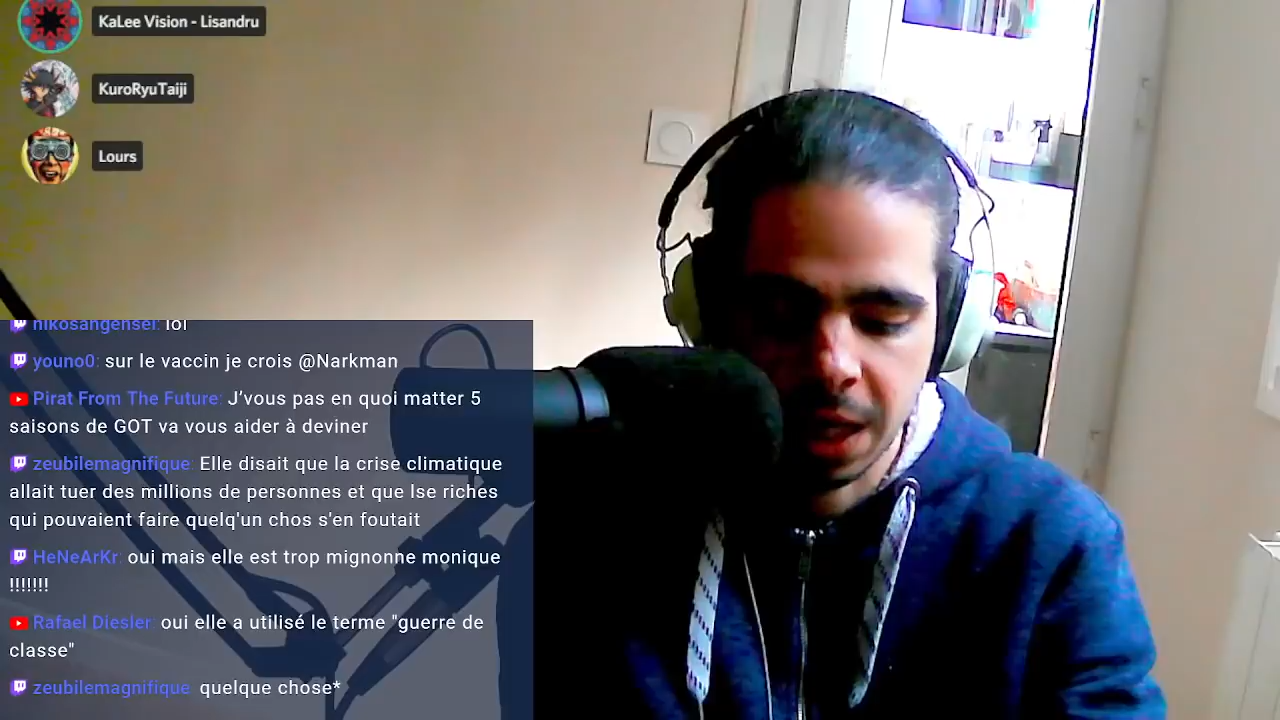 KaLee Vision - Lisandru
KuroRyuTaiji
Lours
nikosangensei: lol
youno0: sur le vaccin je crois @Narkman
Pirat From The Future: J'vous pas en quoi matter 5
saisons de GOT va vous aider à deviner
zeubilemagnifique: Elle disait que la crise climatique
allait tuer des millions de personnes et que lse riches
qui pouvaient faire quelq'un chos s'en foutait
HeNeArKr: oui mais elle est trop mignonne monique
!!!!!!!
Rafael Diesler: oui elle a utilisé le terme "guerre de
classe"
zeubilemagnifique: quelque chose*